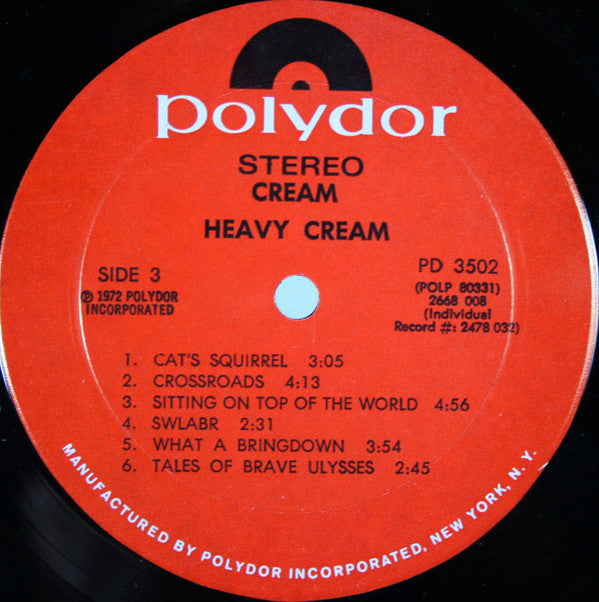 polydor
STEREO
CREAM
HEAVY CREAM
SIDE 3
℗ 1972 POLYDOR
INCORPORATED
PD 3502
(POLP 80331)
2668 008
(Individual
Record #: 2478 032)
1. CAT'S SQUIRREL 3:05
2. CROSSROADS 4:13
3. SITTING ON TOP OF THE WORLD 4:56
4. SWLABR 2:31
5. WHAT A BRINGDOWN 3:54
6. TALES OF BRAVE ULYSSES 2:45
MANUFACTURED BY POLYDOR INCORPORATED, NEW YORK, N. Y.